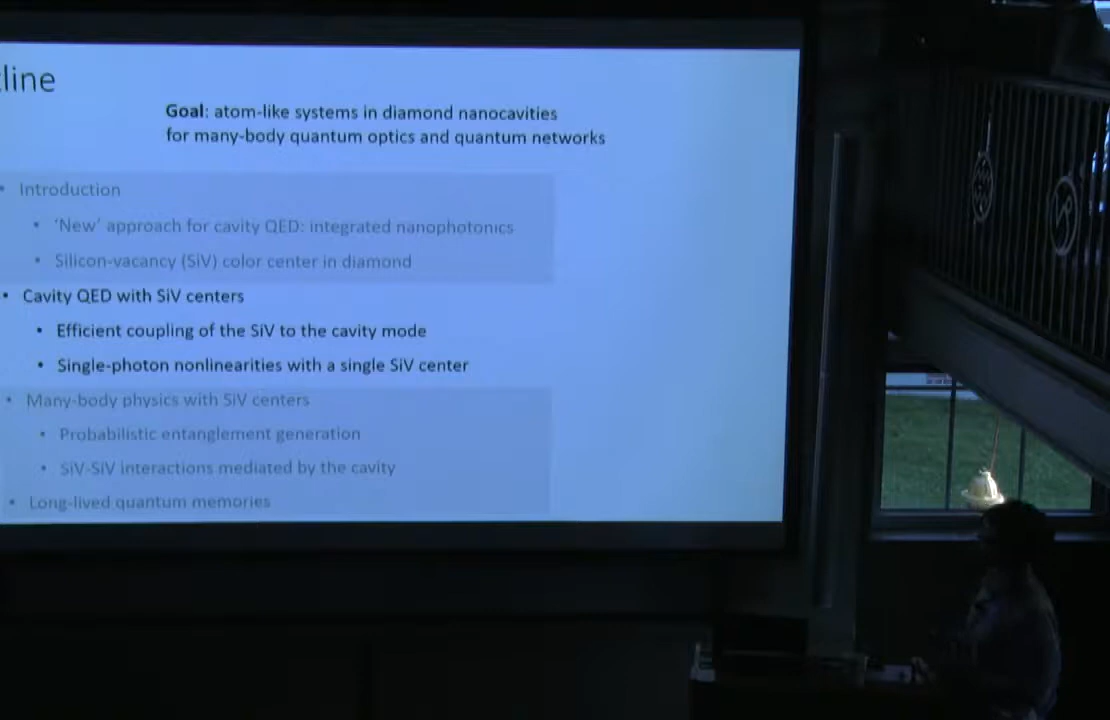 line
Goal: atom-like systems in diamond nanocavities
for many-body quantum optics and quantum networks
• Introduction
• ‘New’ approach for cavity QED: integrated nanophotonics
• Silicon-vacancy (SiV) color center in diamond
• Cavity QED with SiV centers
• Efficient coupling of the SiV to the cavity mode
• Single-photon nonlinearities with a single SiV center
• Many-body physics with SiV centers
• Probabilistic entanglement generation
• SiV-SiV interactions mediated by the cavity
• Long-lived quantum memories